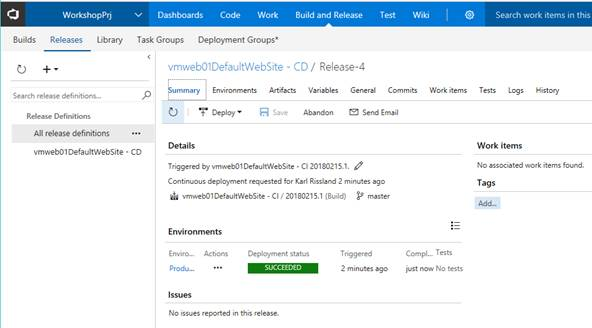 WorkshopPrj Dashboards Code Work Build and Release Test Wiki Search work items in this
Builds Releases Library Task Groups Deployment Groups*
Search release definitions...
Release Definitions
All release definitions ...
vmweb01DefaultWebSite - CD
vmweb01DefaultWebSite - CD / Release-4
Summary Environments Artifacts Variables General Commits Work items Tests Logs History
Deploy Save Abandon Send Email
Details
Triggered by vmweb01DefaultWebSite - CI 20180215.1.
Continuous deployment requested for Karl Rissland 2 minutes ago
vmweb01DefaultWebSite - CI / 20180215.1 (Build) master
Environments
Enviro... Actions Deployment status Triggered Compl... Tests
Produ... ... SUCCEEDED 2 minutes ago just now No tests
Issues
No issues reported in this release.
Work items
No associated work items found.
Tags
Add...